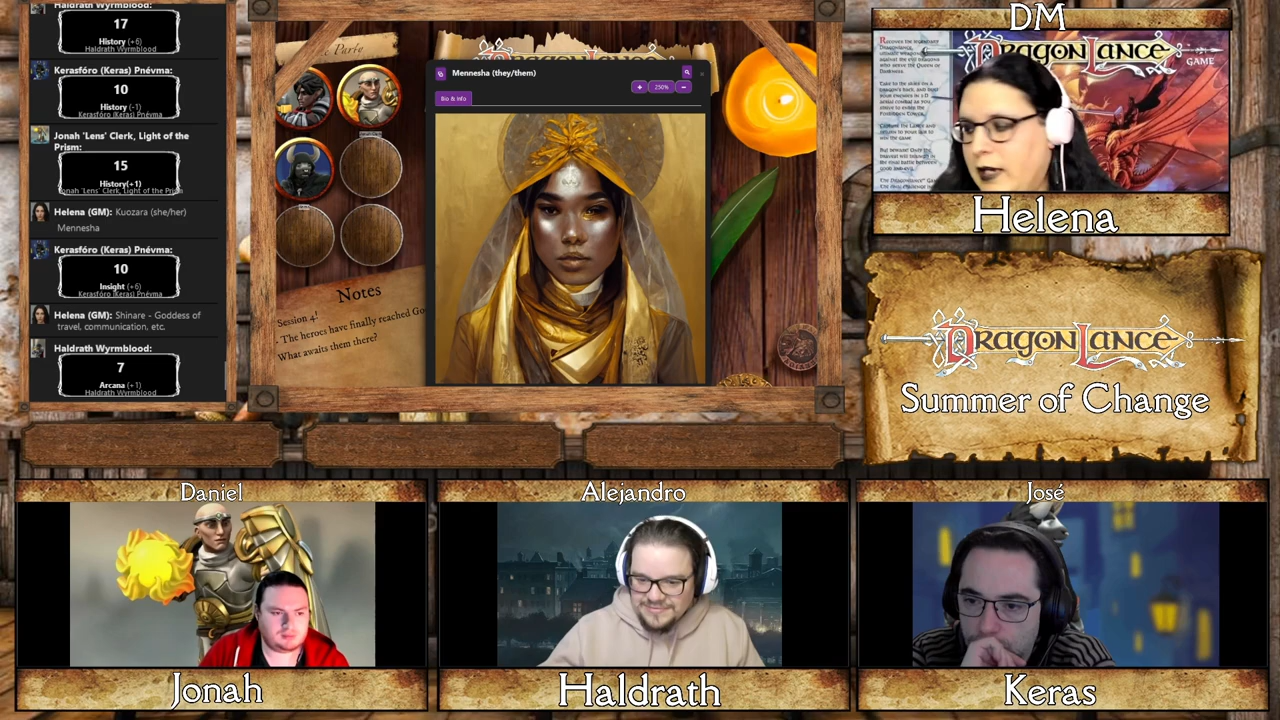 Haldrath Wyrmblood:
17
History (+6)
Haldrath Wyrmblood
Kerasfóro (Keras) Pnévma:
10
History (-1)
Kerasfóro (Keras) Pnévma
Jonah 'Lens' Clerk, Light of the
Prism:
15
History(+1)
Jonah 'Lens' Clerk, Light of the Prism
Helena (GM): Kuozara (she/her)
Mennesha
Kerasfóro (Keras) Pnévma:
10
Insight (+6)
Kerasfóro (Keras) Pnévma
Helena (GM): Shinare - Goddess of
travel, communication, etc.
Haldrath Wyrmblood:
7
Arcana (+1)
Haldrath Wyrmblood
Party
Notes
Session 4!
- The heroes have finally reached Go
What awaits them there?
Mennesha (they/them)
250%
Bio & Info
DM
DragonLance
GAME
Helena
DragonLance
Summer of Change
Daniel
Jonah
Alejandro
Haldrath
José
Keras